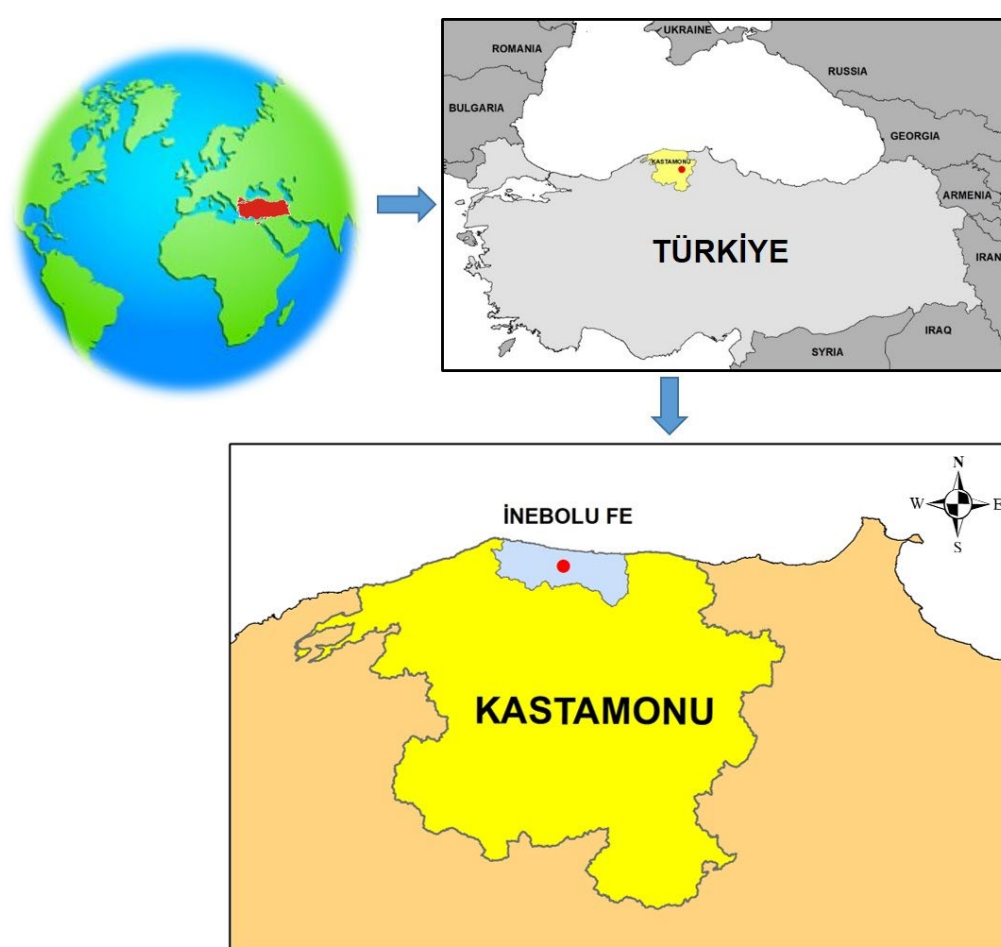 UKRAINE
ROMANIA
RUSSIA
BULGARIA
GEORGIA
KASTAMONU
ARMENIA
TÜRKİYE
IRAN
IRAQ
SYRIA
N
W
E
S
İNEBOLU FE
KASTAMONU